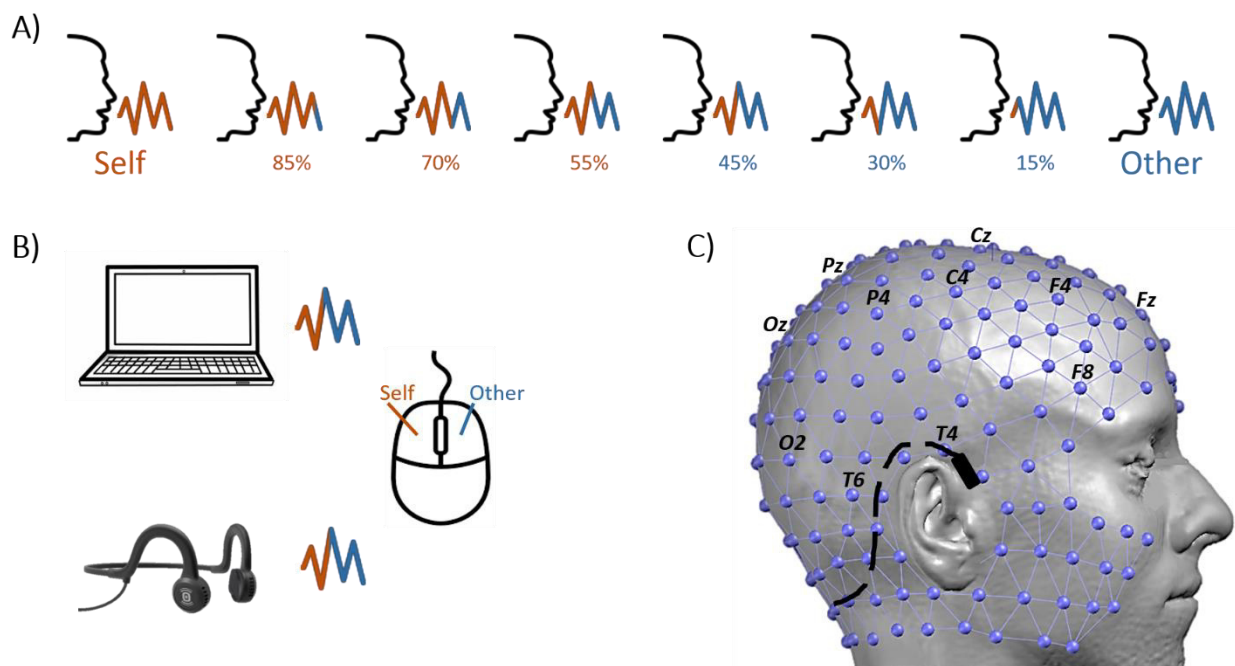 A)
Self 85% 70% 55% 45% 30% 15% Other
B)
Self Other
C)
Cz
Pz C4 F4
P4 Fz
Oz
F8
O2 T4
T6